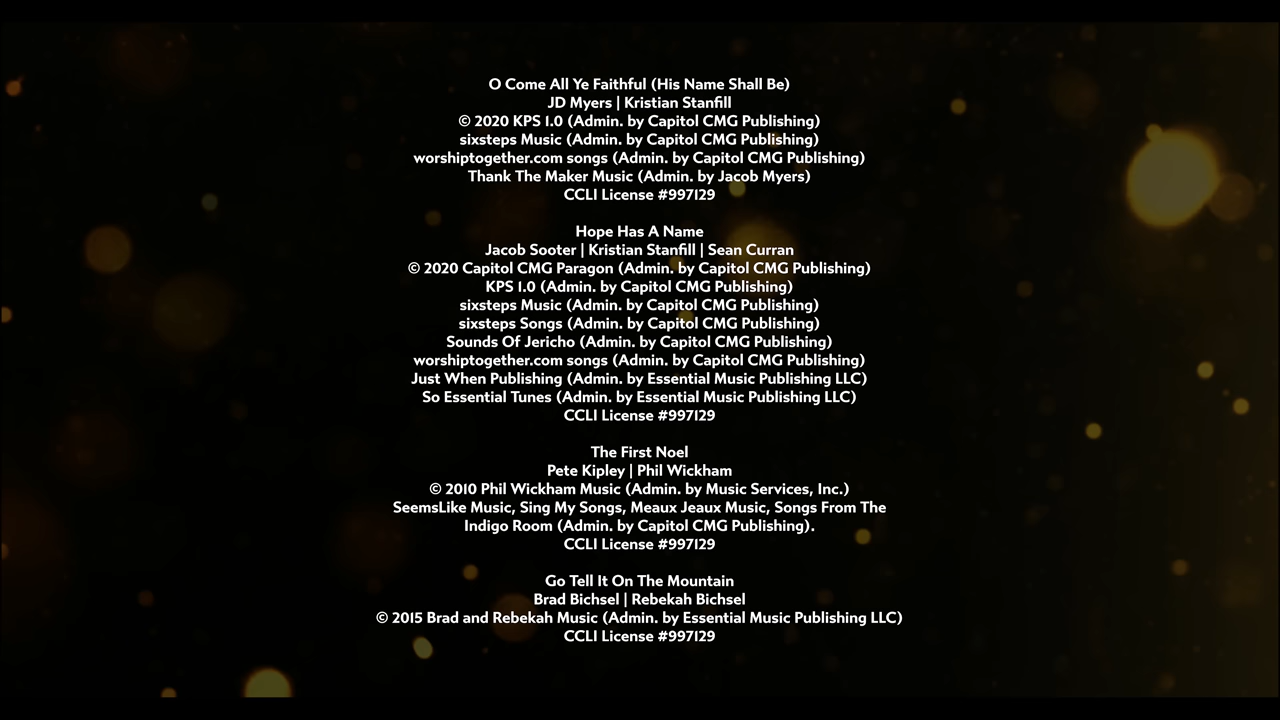 O Come All Ye Faithful (His Name Shall Be)
JD Myers | Kristian Stanfill
© 2020 KPS 1.0 (Admin. by Capitol CMG Publishing)
sixsteps Music (Admin. by Capitol CMG Publishing)
worshiptogether.com songs (Admin. by Capitol CMG Publishing)
Thank The Maker Music (Admin. by Jacob Myers)
CCLI License #997129
Hope Has A Name
Jacob Sooter | Kristian Stanfill | Sean Curran
© 2020 Capitol CMG Paragon (Admin. by Capitol CMG Publishing)
KPS 1.0 (Admin. by Capitol CMG Publishing)
sixsteps Music (Admin. by Capitol CMG Publishing)
sixsteps Songs (Admin. by Capitol CMG Publishing)
Sounds Of Jericho (Admin. by Capitol CMG Publishing)
worshiptogether.com songs (Admin. by Capitol CMG Publishing)
Just When Publishing (Admin. by Essential Music Publishing LLC)
So Essential Tunes (Admin. by Essential Music Publishing LLC)
CCLI License #997129
The First Noel
Pete Kipley | Phil Wickham
© 2010 Phil Wickham Music (Admin. by Music Services, Inc.)
SeemsLike Music, Sing My Songs, Meaux Jeaux Music, Songs From The
Indigo Room (Admin. by Capitol CMG Publishing).
CCLI License #997129
Go Tell It On The Mountain
Brad Bichsel | Rebekah Bichsel
© 2015 Brad and Rebekah Music (Admin. by Essential Music Publishing LLC)
CCLI License #997129